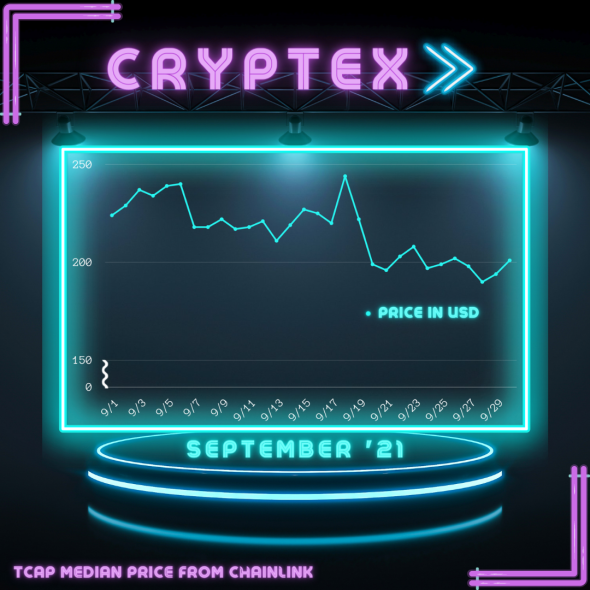 CRYPTEX
250
200
150
0
PRICE IN USD
9/1 9/3 9/5 9/7 9/9 9/11 9/13 9/15 9/17 9/19 9/21 9/23 9/25 9/27 9/29
SEPTEMBER '21
TCAP MEDIAN PRICE FROM CHAINLINK